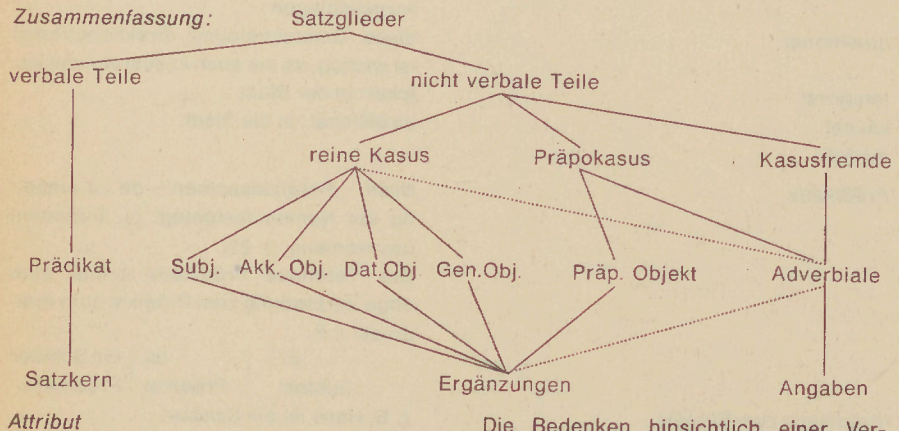 Zusammenfassung: Satzglieder
verbale Teile nicht verbale Teile
reine Kasus Präpokasus Kasusfremde
Prädikat Subj. Akk. Obj. Dat.Obj. Gen.Obj. Präp. Objekt Adverbiale
Satzkern Ergänzungen Angaben
Attribut Die Bedenken hinsichtlich einer Ver-